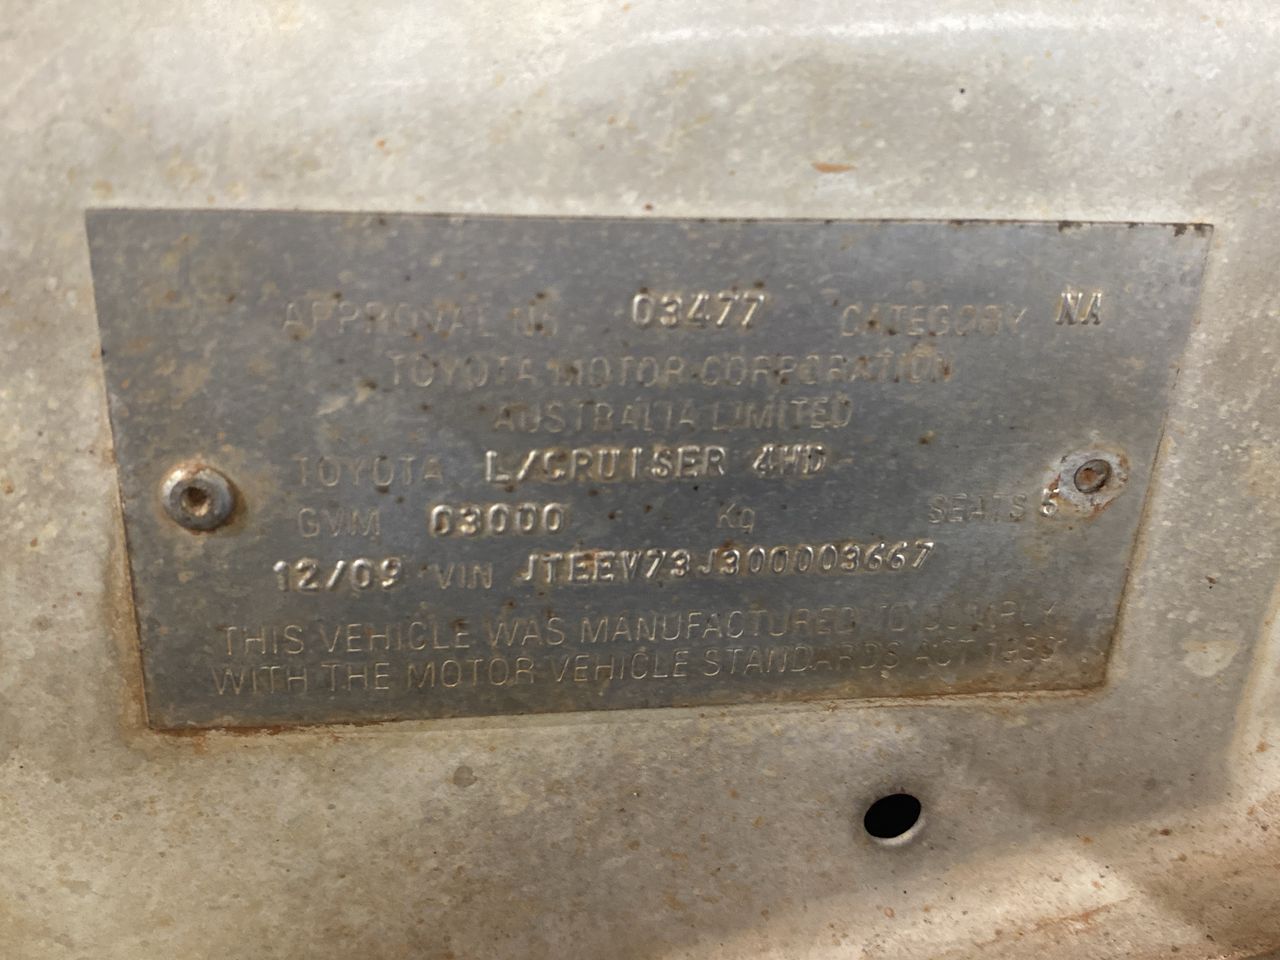 APPROVAL No 03477 CATEGORY NA
TOYOTA MOTOR CORPORATION
AUSTRALIA LIMITED
TOYOTA L/CRUISER 4WD
GVM 03000 Kg SEATS 5
12/09 VIN JTEEV73J300003667
THIS VEHICLE WAS MANUFACTURED TO COMPLY
WITH THE MOTOR VEHICLE STANDARDS ACT 1989